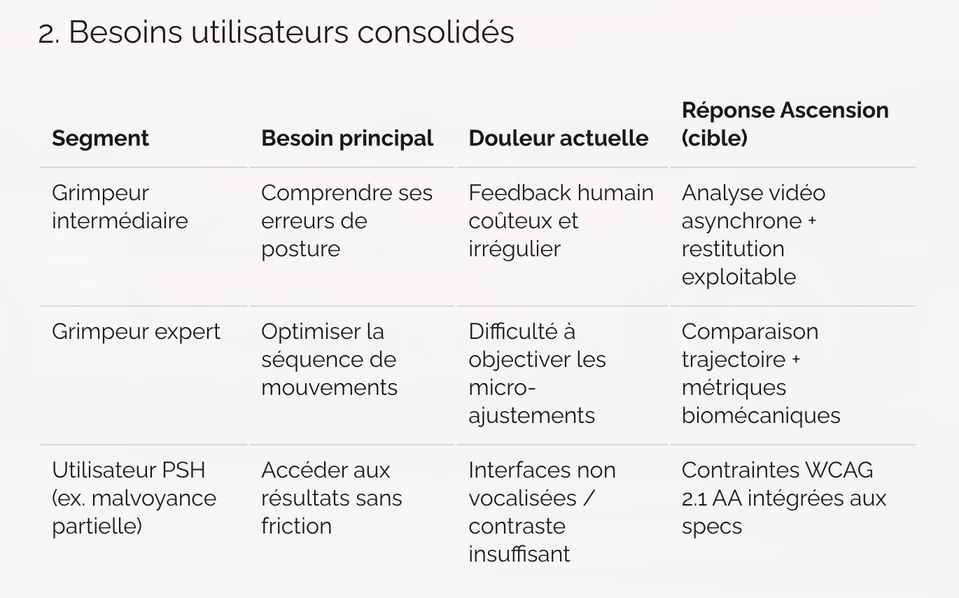 2. Besoins utilisateurs consolidés
Segment
Besoin principal
Douleur actuelle
Réponse Ascension
(cible)
Grimpeur
intermédiaire
Comprendre ses
erreurs de
posture
Feedback humain
coûteux et
irrégulier
Analyse vidéo
asynchrone +
restitution
exploitable
Grimpeur expert
Optimiser la
séquence de
mouvements
Difficulté à
objectiver les
micro-
ajustements
Comparaison
trajectoire +
métriques
biomécaniques
Utilisateur PSH
(ex. malvoyance
partielle)
Accéder aux
résultats sans
friction
Interfaces non
vocalisées /
contraste
insuffisant
Contraintes WCAG
2.1 AA intégrées aux
specs